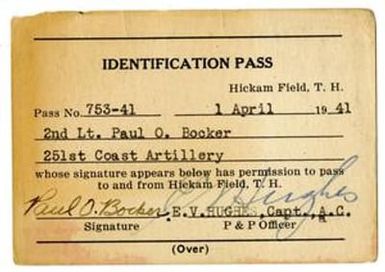 IDENTIFICATION PASS
Hickam Field, T. H.
Pass No. 753-41 1 April 1941
2nd Lt. Paul O. Bocker
251st Coast Artillery
whose signature appears below has permission to pass
to and from Hickam Field, T. H.
Paul O. Bocker E.V. HUGHES, Capt., A.C.
Hughes
Signature P & P Officer
(Over)